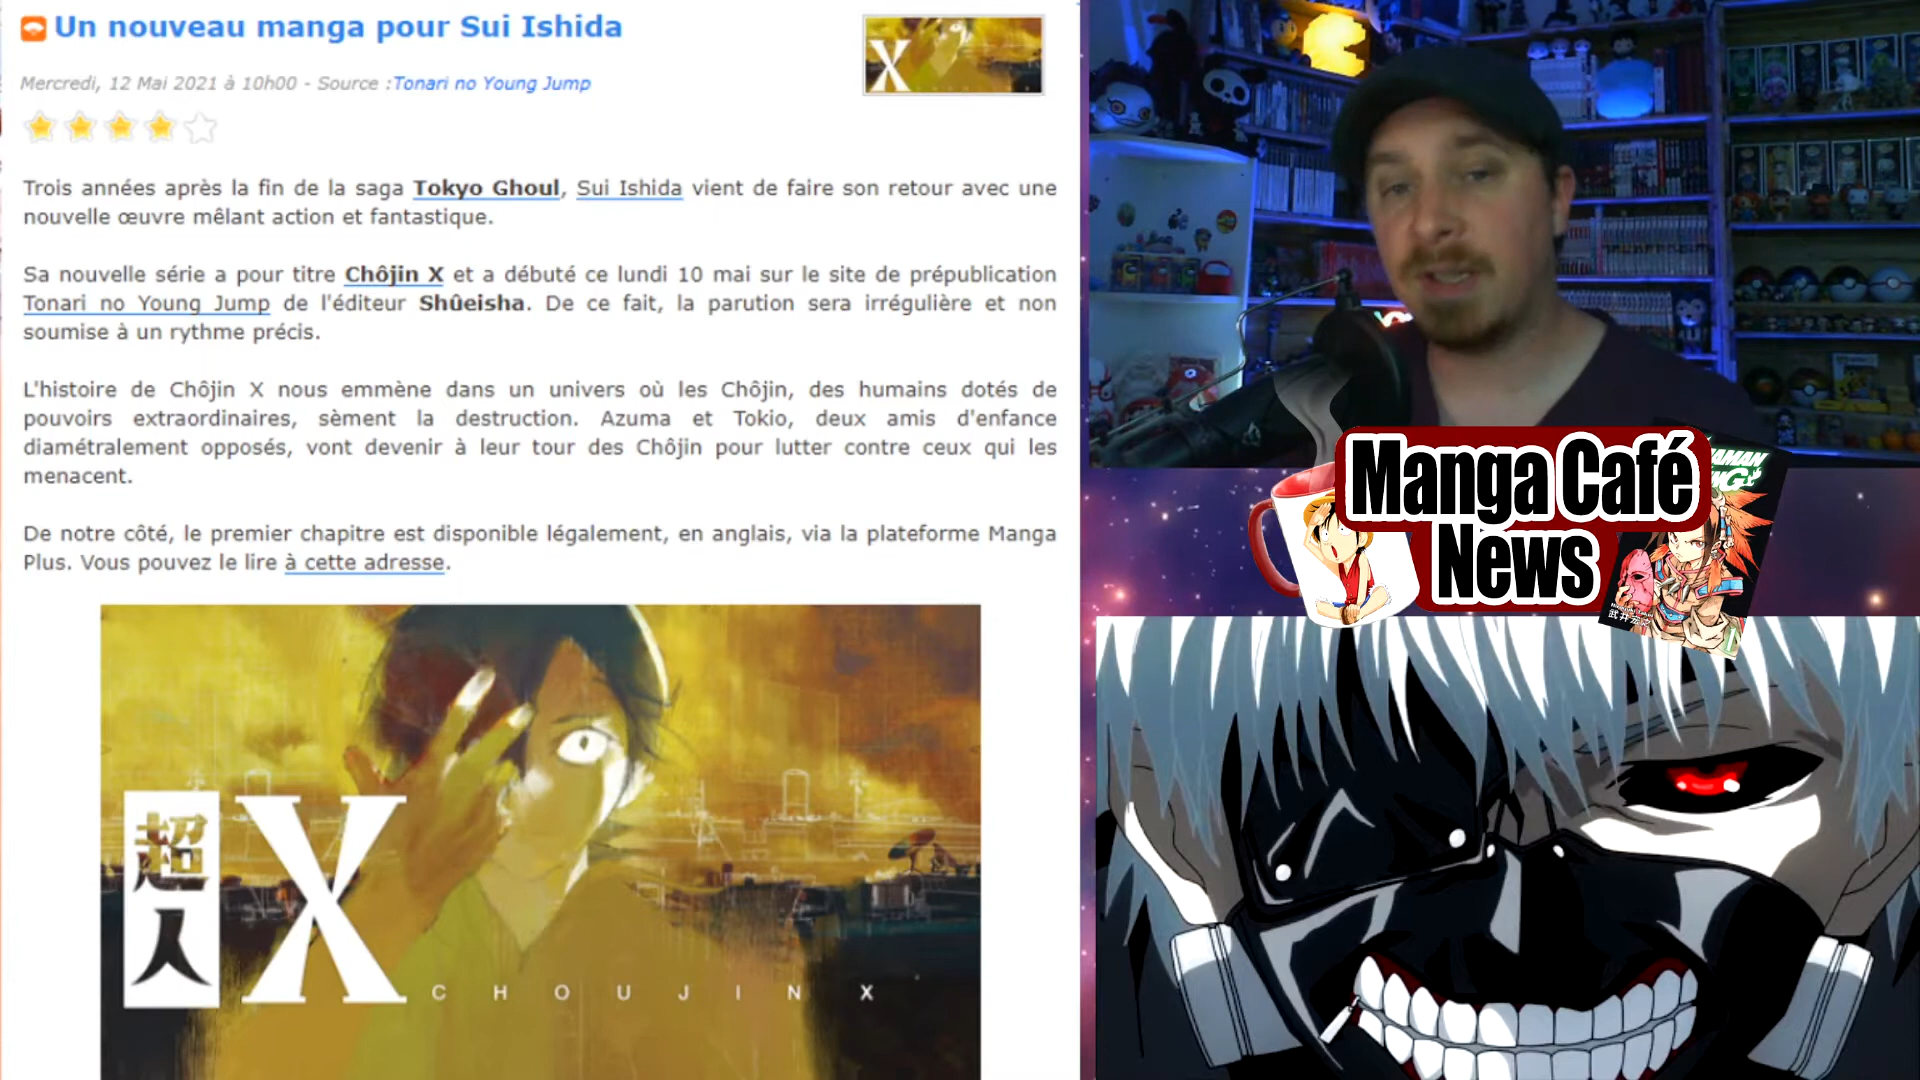 Un nouveau manga pour Sui Ishida
Mercredi, 12 Mai 2021 à 10h00 - Source :Tonari no Young Jump
X
Trois années après la fin de la saga Tokyo Ghoul, Sui Ishida vient de faire son retour avec une
nouvelle œuvre mêlant action et fantastique.
Sa nouvelle série a pour titre Chôjin X et a débuté ce lundi 10 mai sur le site de prépublication
Tonari no Young Jump de l'éditeur Shûeisha. De ce fait, la parution sera irrégulière et non
soumise à un rythme précis.
L'histoire de Chôjin X nous emmène dans un univers où les Chôjin, des humains dotés de
pouvoirs extraordinaires, sèment la destruction. Azuma et Tokio, deux amis d'enfance
diamétralement opposés, vont devenir à leur tour des Chôjin pour lutter contre ceux qui les
menacent.
De notre côté, le premier chapitre est disponible légalement, en anglais, via la plateforme Manga
Plus. Vous pouvez le lire à cette adresse.
超人
X
CHOUJIN X
Manga Café
News
武井宏之